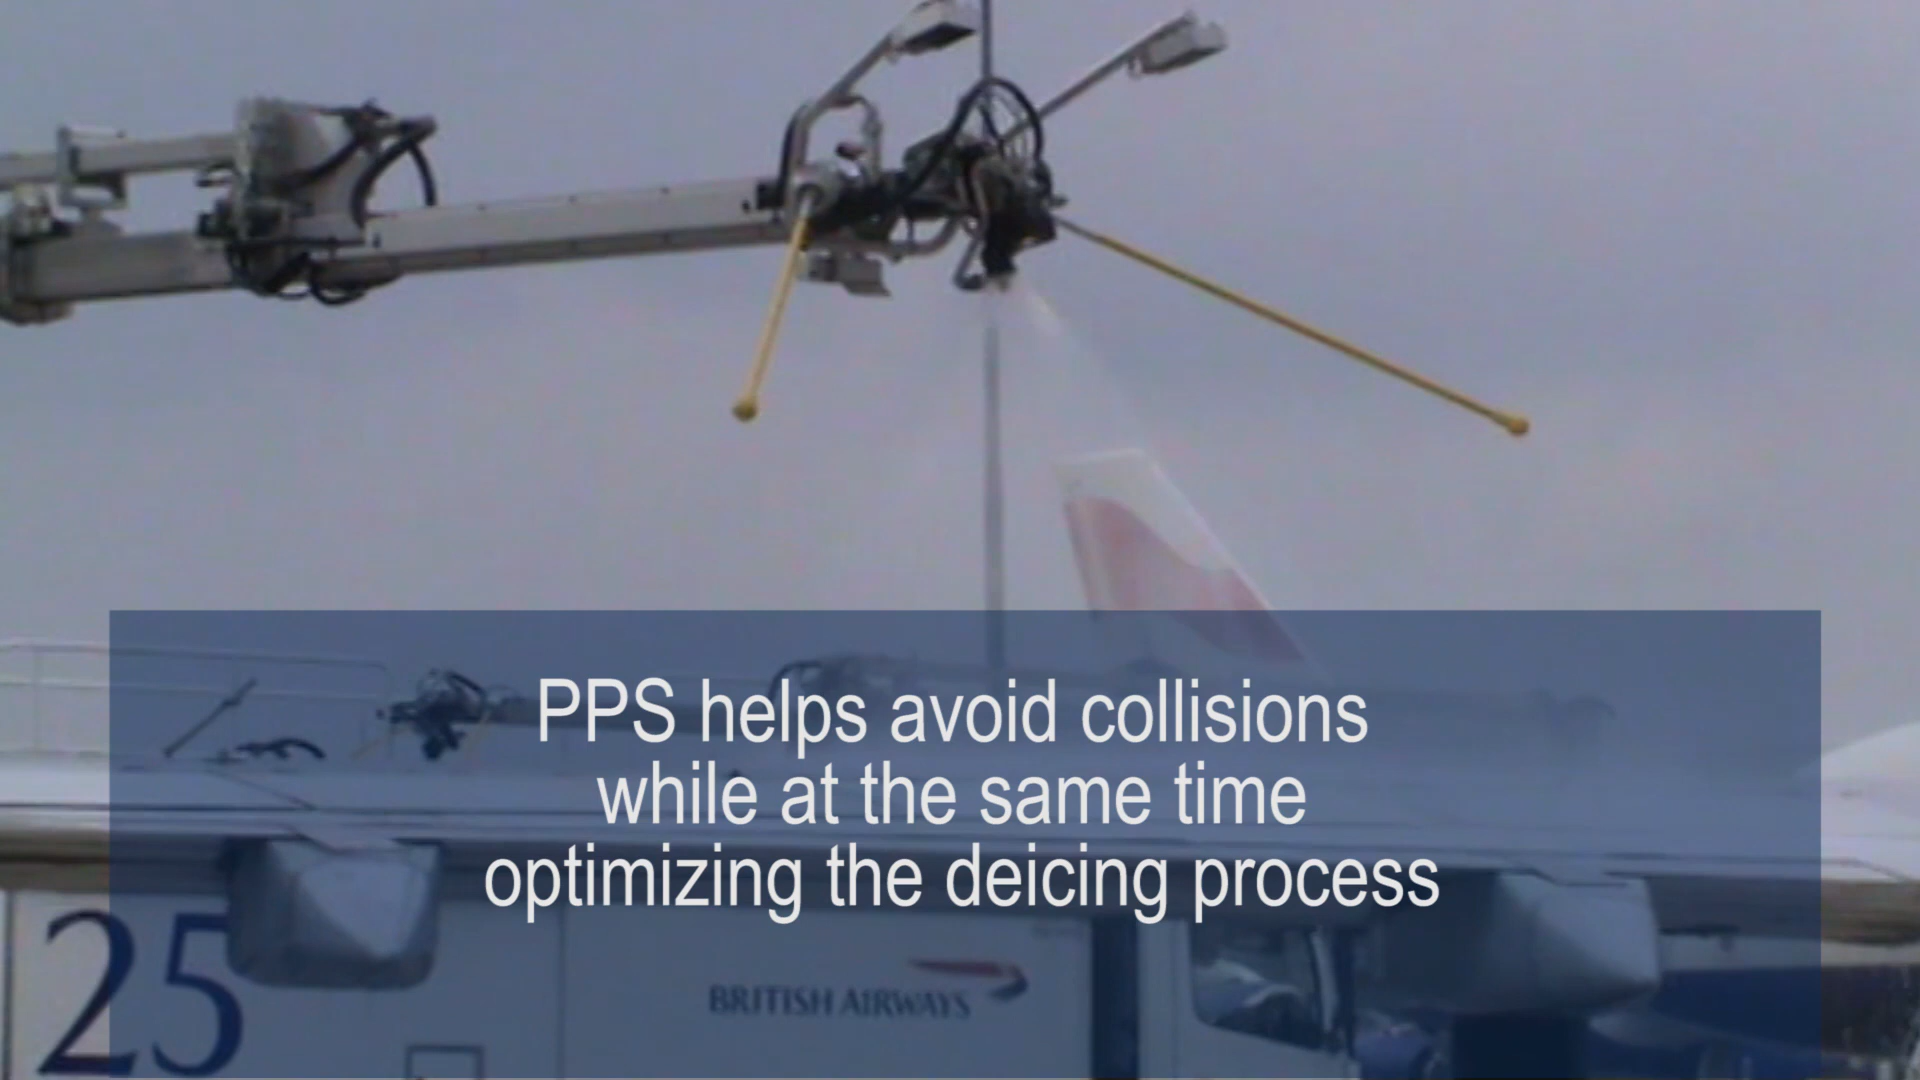 PPS helps avoid collisions
while at the same time
optimizing the deicing process
25
BRITISH AIRWAYS